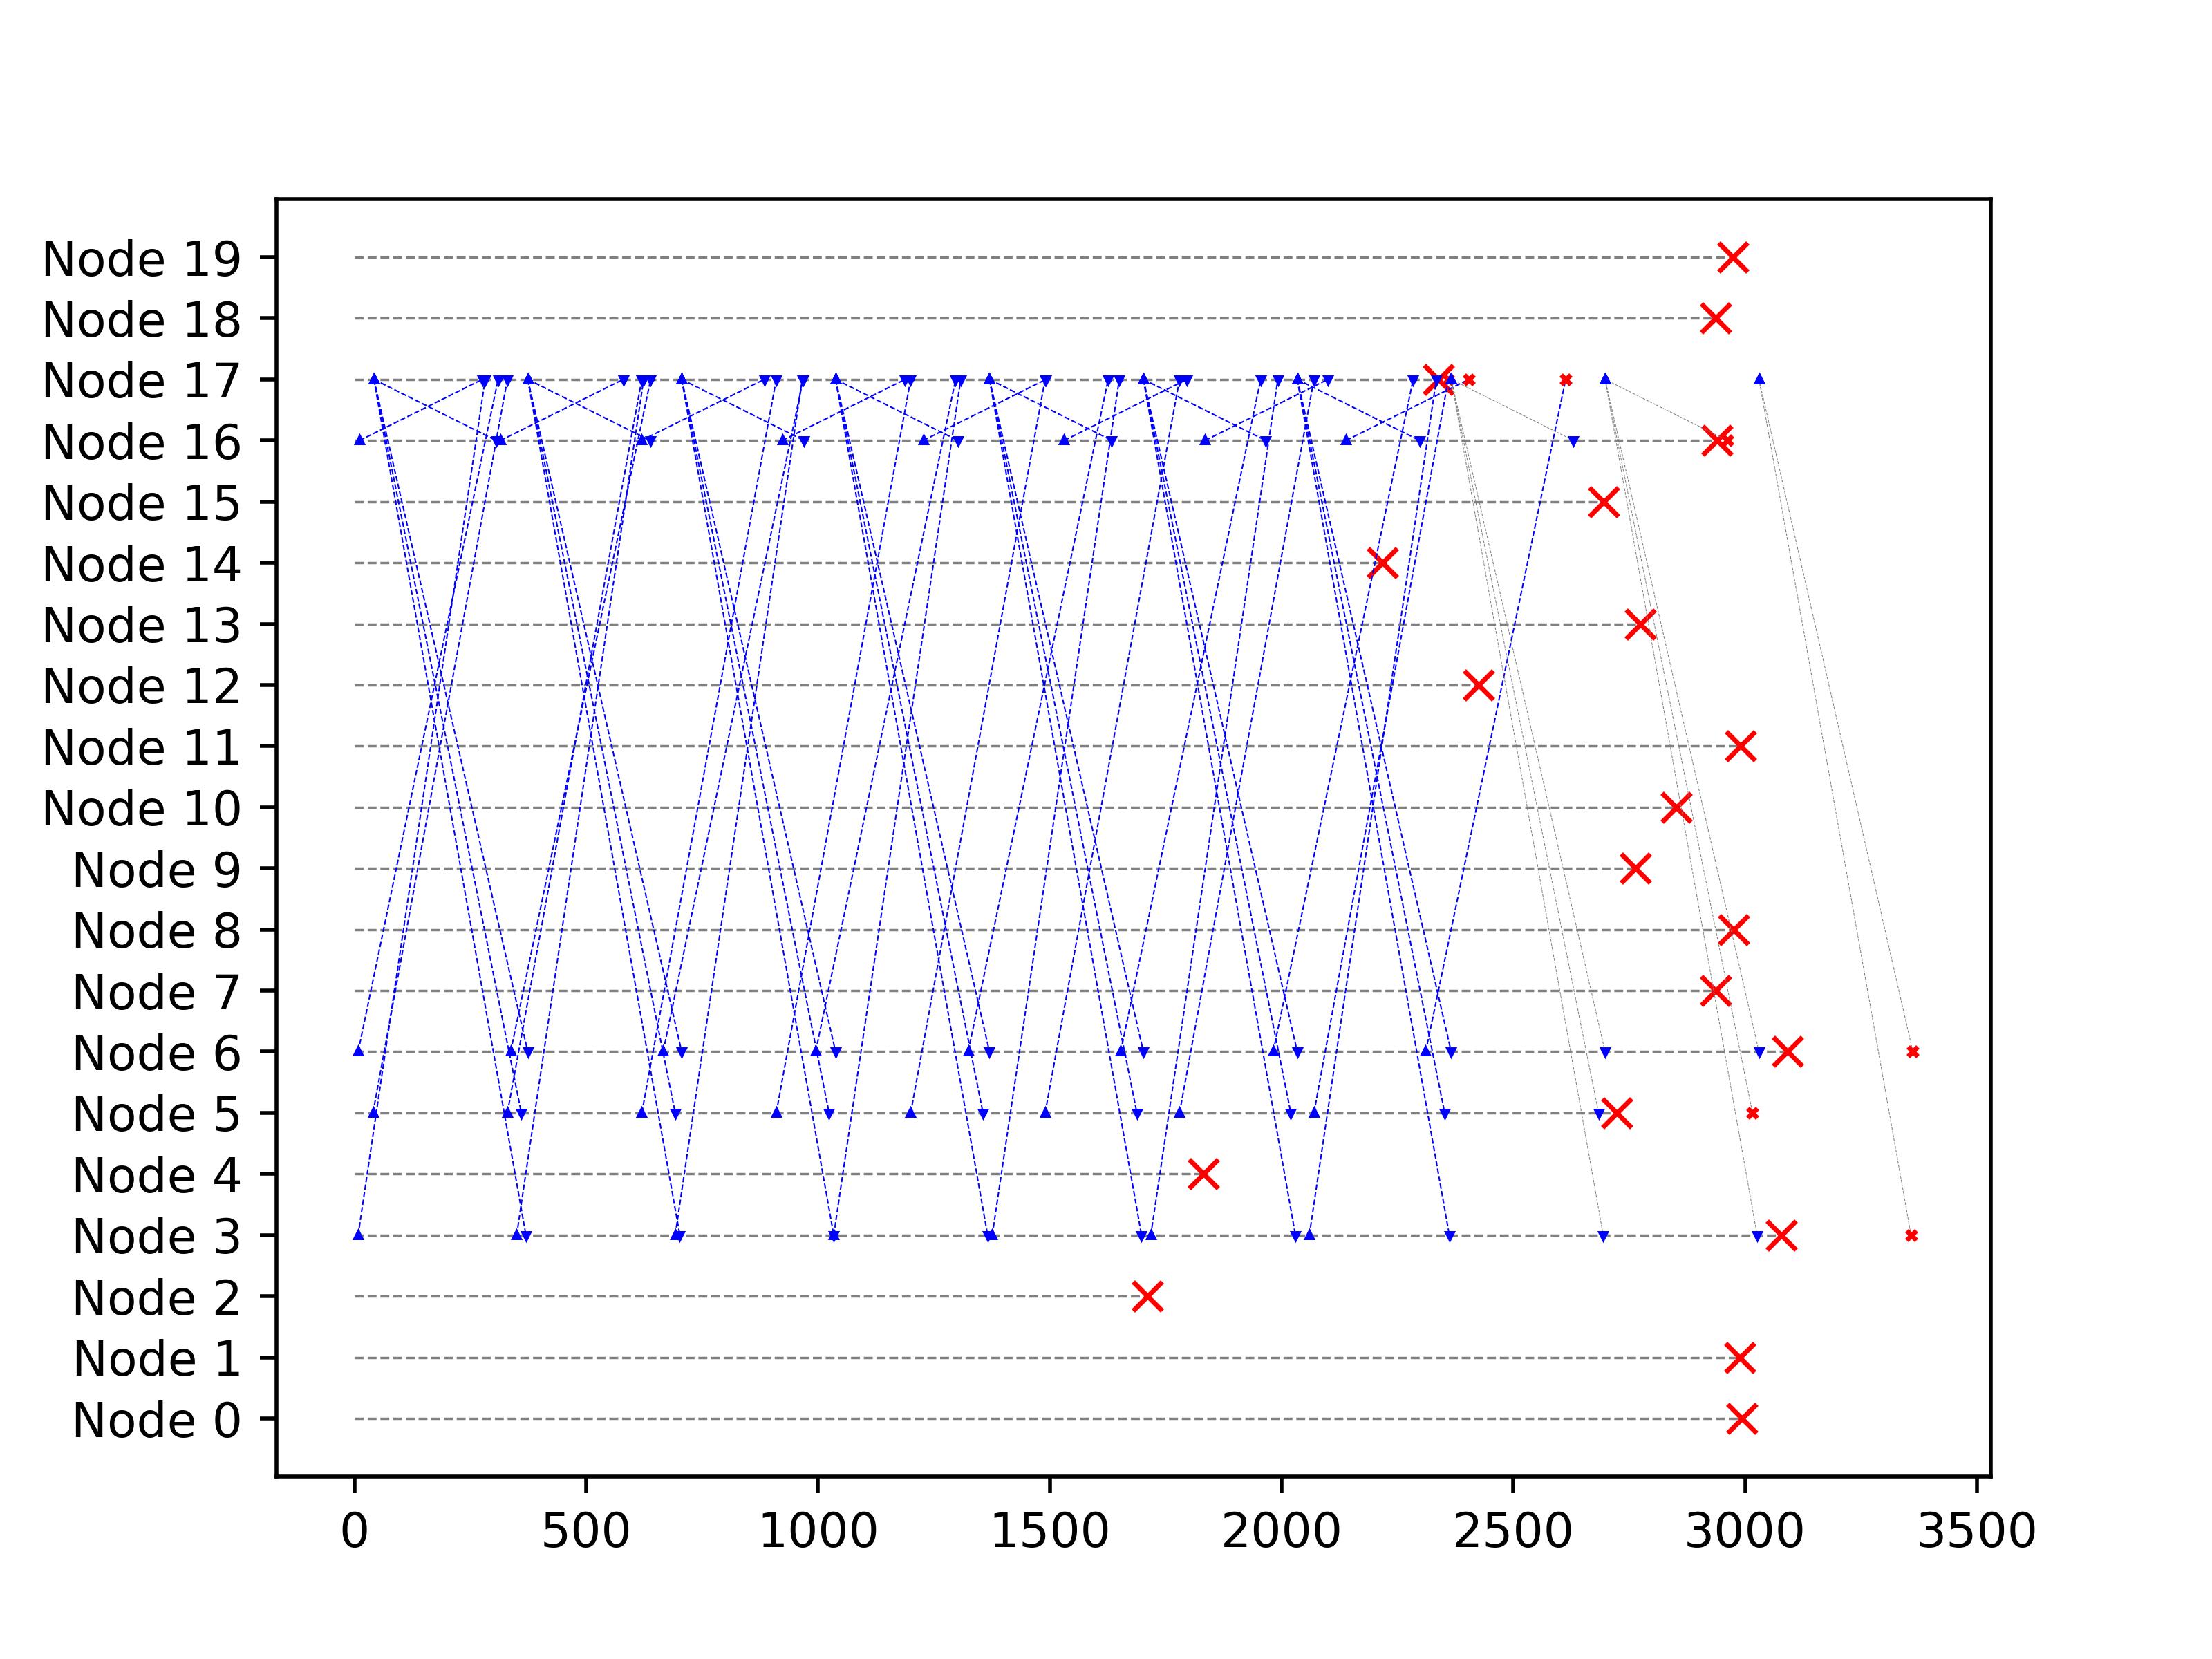 Node 19
Node 18
Node 17
Node 16
Node 15
Node 14
Node 13
Node 12
Node 11
Node 10
Node 9
Node 8
Node 7
Node 6
Node 5
Node 4
Node 3
Node 2
Node 1
Node 0
0 500 1000 1500 2000 2500 3000 3500